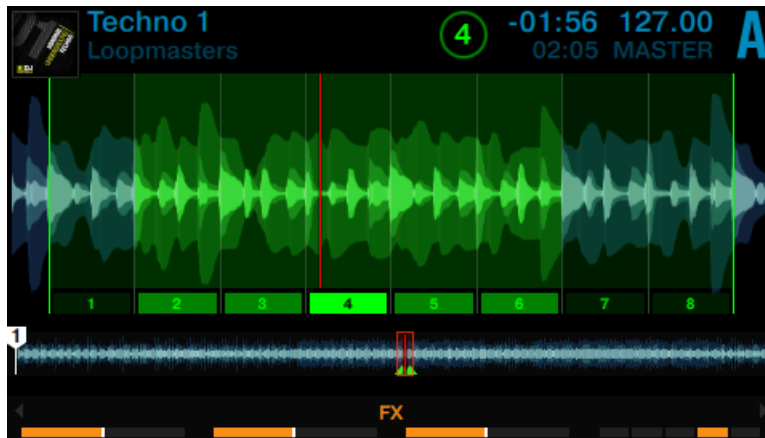 Techno 1
Loopmasters
4
-01:56 127.00
02:05 MASTER
A
1 2 3 4 5 6 7 8
1
FX